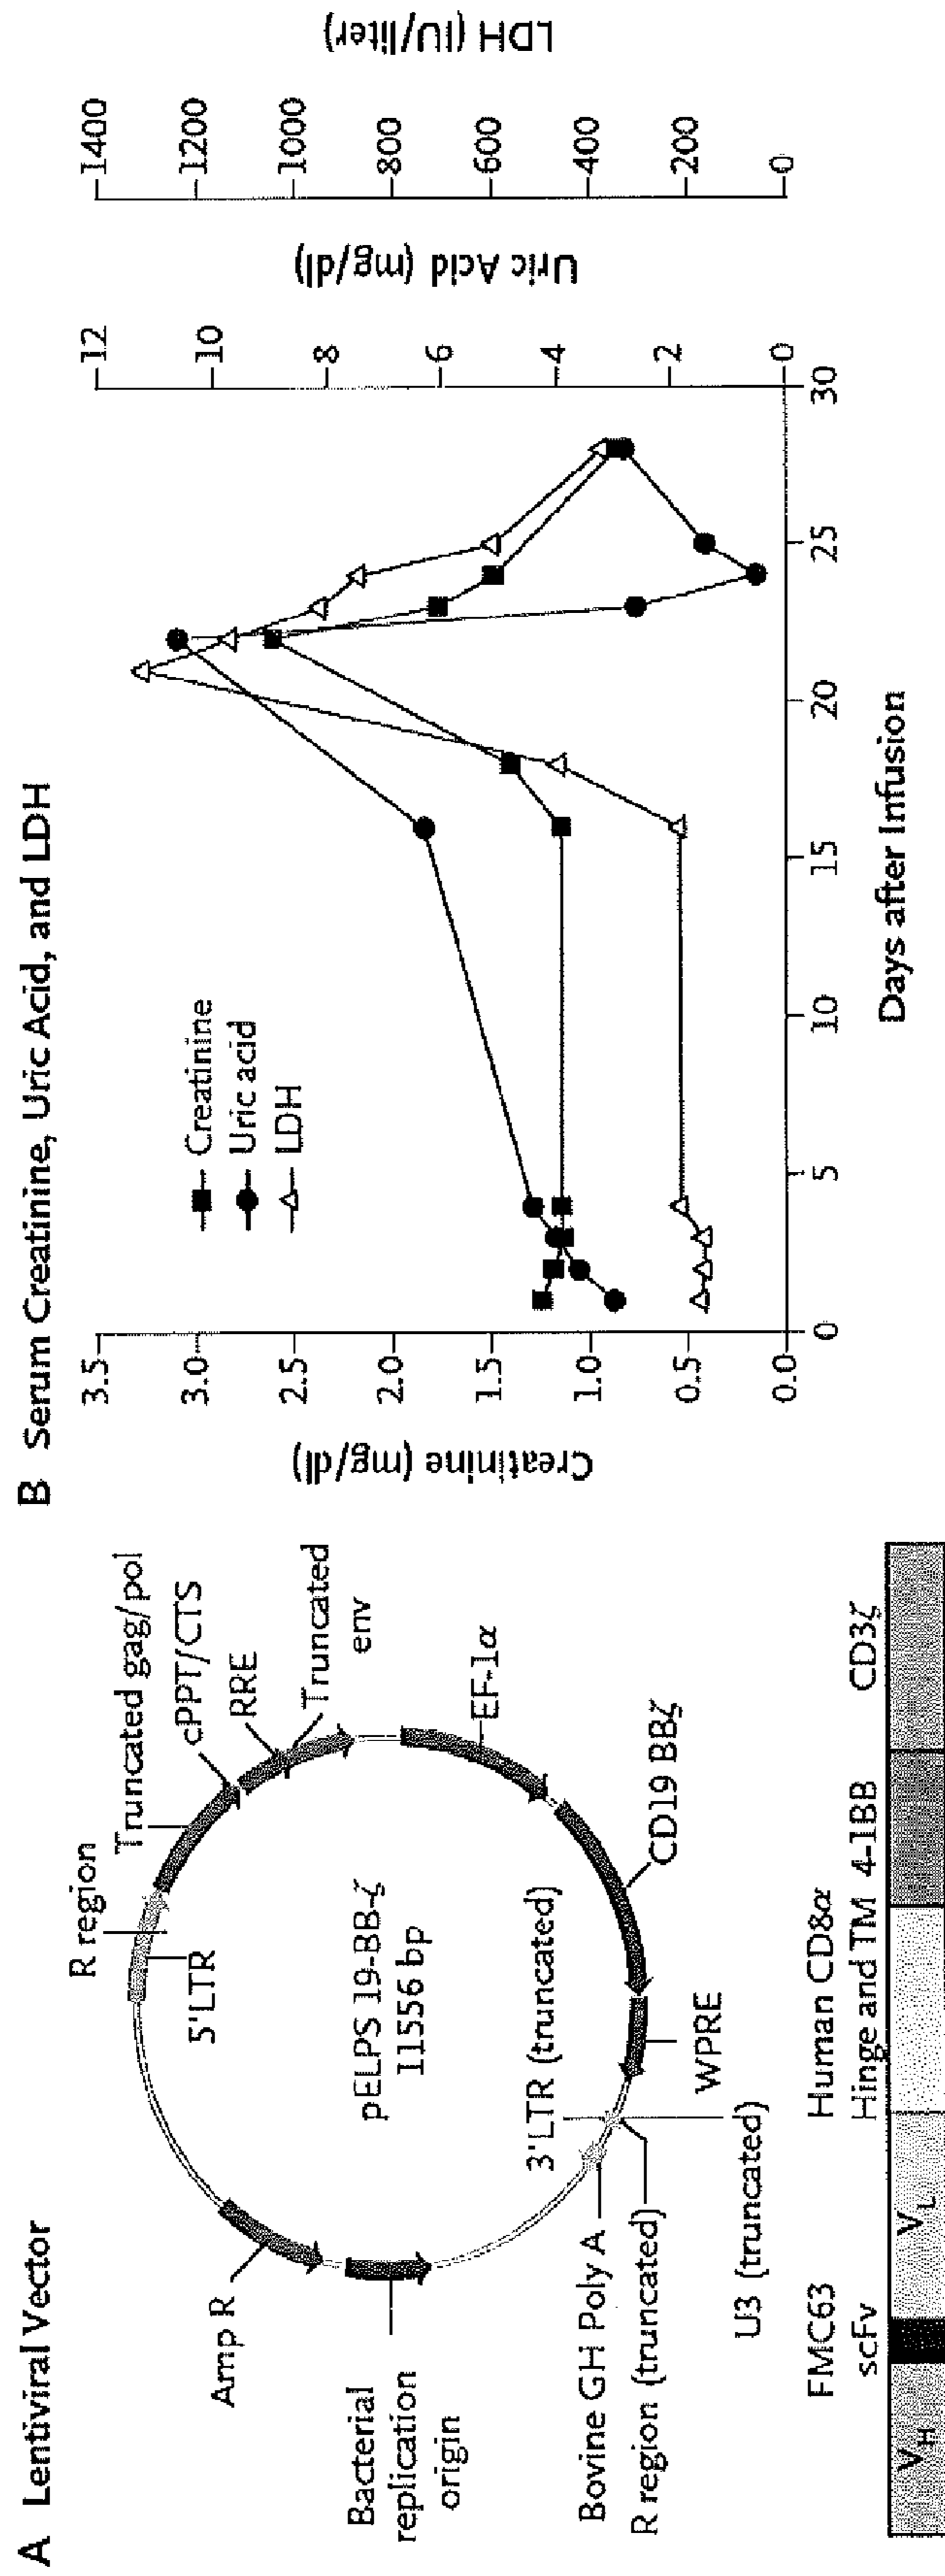 A Lentiviral Vector
R region
Truncated gag/pol
cPPT/CTS
RRE
Truncated
env
5'LTR
Amp R
pELPS 19-BB-ζ
11556 bp
EF-1α
Bacterial
replication
origin
3'LTR (truncated)
CD19 BBζ
Bovine GH Poly A
R region (truncated)
WPRE
U3 (truncated)
FMC63
scFv
Human CD8α
Hinge and TM
4-1BB
CD3ζ
VH
VL
B Serum Creatinine, Uric Acid, and LDH
Creatinine
Uric acid
LDH
Creatinine (mg/dl)
3.5
3.0
2.5
2.0
1.5
1.0
0.5
0.0
0
5
10
15
20
25
30
Days after Infusion
12
10
8
6
4
2
0
Uric Acid (mg/dl)
1400
1200
1000
800
600
400
200
0
LDH (IU/liter)